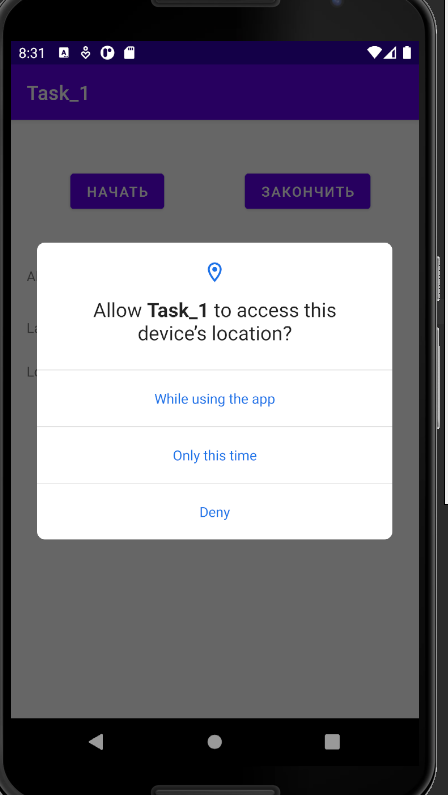 8:31
Task_1
НАЧАТЬ
ЗАКОНЧИТЬ
Allow Task_1 to access this
device's location?
While using the app
Only this time
Deny